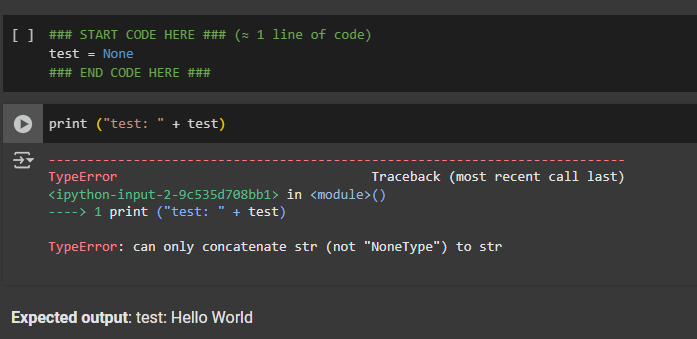 [ ] ### START CODE HERE ### (≈ 1 line of code)
test = None
### END CODE HERE ###
print ("test: " + test)
---------------------------------------------------------------------------
TypeError                                 Traceback (most recent call last)
<ipython-input-2-9c535d708bb1> in <module>()
----> 1 print ("test: " + test)
TypeError: can only concatenate str (not "NoneType") to str
Expected output: test: Hello World